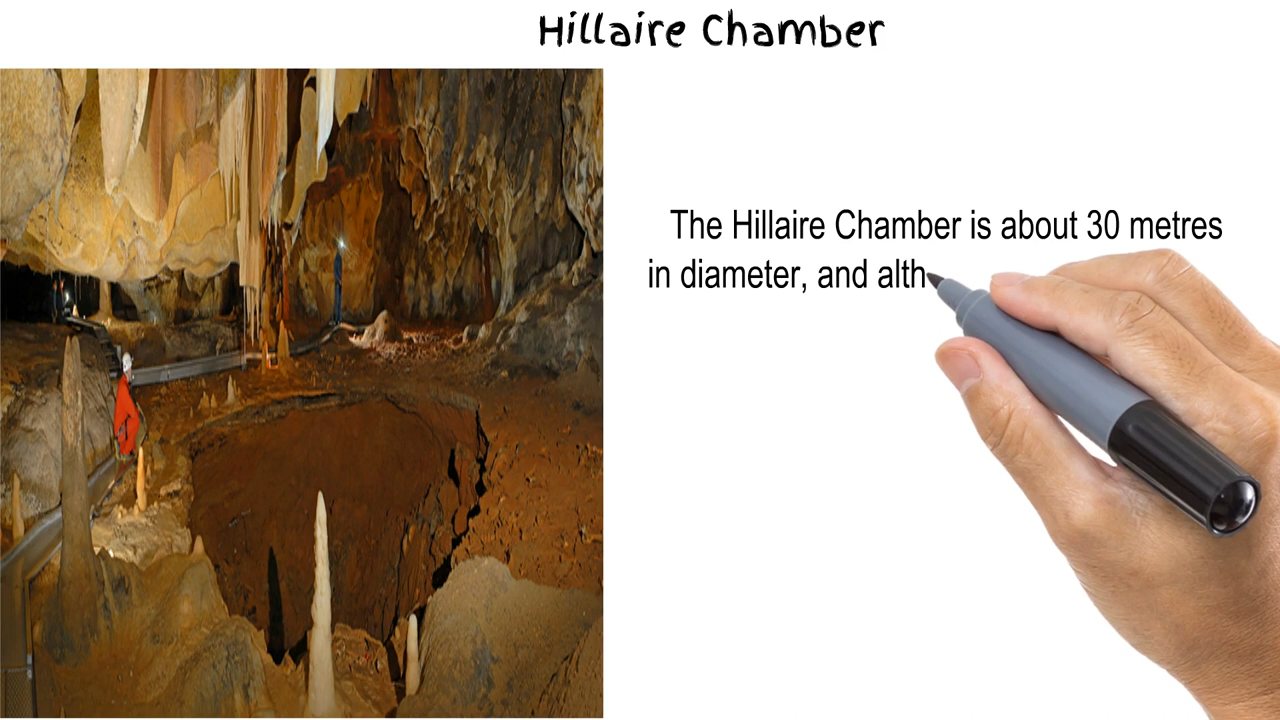 Hillaire Chamber
The Hillaire Chamber is about 30 metres
in diameter, and alth